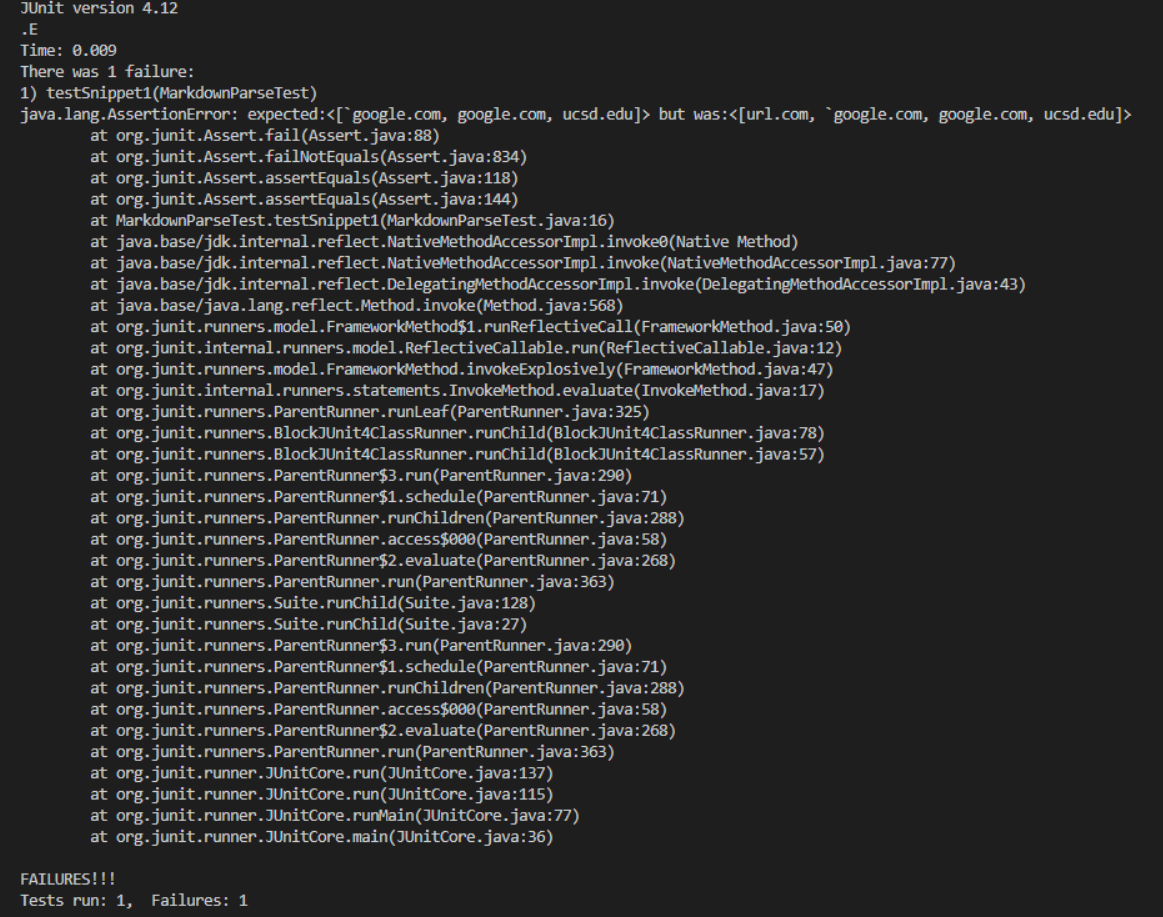 JUnit version 4.12
.E
Time: 0.009
There was 1 failure:
1) testSnippet1(MarkdownParseTest)
java.lang.AssertionError: expected:<[`google.com, google.com, ucsd.edu]> but was:<[url.com, `google.com, google.com, ucsd.edu]>
at org.junit.Assert.fail(Assert.java:88)
at org.junit.Assert.failNotEquals(Assert.java:834)
at org.junit.Assert.assertEquals(Assert.java:118)
at org.junit.Assert.assertEquals(Assert.java:144)
at MarkdownParseTest.testSnippet1(MarkdownParseTest.java:16)
at java.base/jdk.internal.reflect.NativeMethodAccessorImpl.invoke0(Native Method)
at java.base/jdk.internal.reflect.NativeMethodAccessorImpl.invoke(NativeMethodAccessorImpl.java:77)
at java.base/jdk.internal.reflect.DelegatingMethodAccessorImpl.invoke(DelegatingMethodAccessorImpl.java:43)
at java.base/java.lang.reflect.Method.invoke(Method.java:568)
at org.junit.runners.model.FrameworkMethod$1.runReflectiveCall(FrameworkMethod.java:50)
at org.junit.internal.runners.model.ReflectiveCallable.run(ReflectiveCallable.java:12)
at org.junit.runners.model.FrameworkMethod.invokeExplosively(FrameworkMethod.java:47)
at org.junit.internal.runners.statements.InvokeMethod.evaluate(InvokeMethod.java:17)
at org.junit.runners.ParentRunner.runLeaf(ParentRunner.java:325)
at org.junit.runners.BlockJUnit4ClassRunner.runChild(BlockJUnit4ClassRunner.java:78)
at org.junit.runners.BlockJUnit4ClassRunner.runChild(BlockJUnit4ClassRunner.java:57)
at org.junit.runners.ParentRunner$3.run(ParentRunner.java:290)
at org.junit.runners.ParentRunner$1.schedule(ParentRunner.java:71)
at org.junit.runners.ParentRunner.runChildren(ParentRunner.java:288)
at org.junit.runners.ParentRunner.access$000(ParentRunner.java:58)
at org.junit.runners.ParentRunner$2.evaluate(ParentRunner.java:268)
at org.junit.runners.ParentRunner.run(ParentRunner.java:363)
at org.junit.runners.Suite.runChild(Suite.java:128)
at org.junit.runners.Suite.runChild(Suite.java:27)
at org.junit.runners.ParentRunner$3.run(ParentRunner.java:290)
at org.junit.runners.ParentRunner$1.schedule(ParentRunner.java:71)
at org.junit.runners.ParentRunner.runChildren(ParentRunner.java:288)
at org.junit.runners.ParentRunner.access$000(ParentRunner.java:58)
at org.junit.runners.ParentRunner$2.evaluate(ParentRunner.java:268)
at org.junit.runners.ParentRunner.run(ParentRunner.java:363)
at org.junit.runner.JUnitCore.run(JUnitCore.java:137)
at org.junit.runner.JUnitCore.run(JUnitCore.java:115)
at org.junit.runner.JUnitCore.runMain(JUnitCore.java:77)
at org.junit.runner.JUnitCore.main(JUnitCore.java:36)
FAILURES!!!
Tests run: 1,  Failures: 1